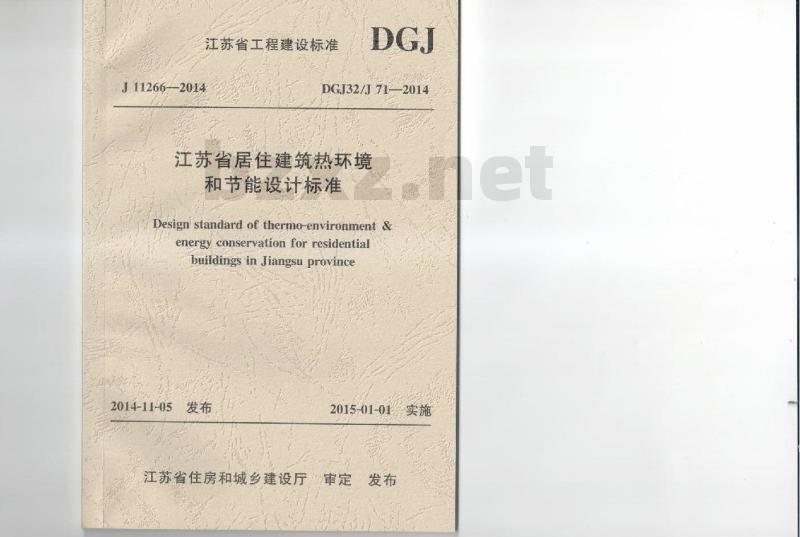 江苏省工程建设标准 DGJ
J 11266—2014 DGJ32/J 71—2014
江苏省居住建筑热环境
和节能设计标准
bzxz.net
Design standard of thermo-environment &
energy conservation for residential
buildings in Jiangsu province
2014-11-05 发布 2015-01-01 实施
江苏省住房和城乡建设厅 审定 发布